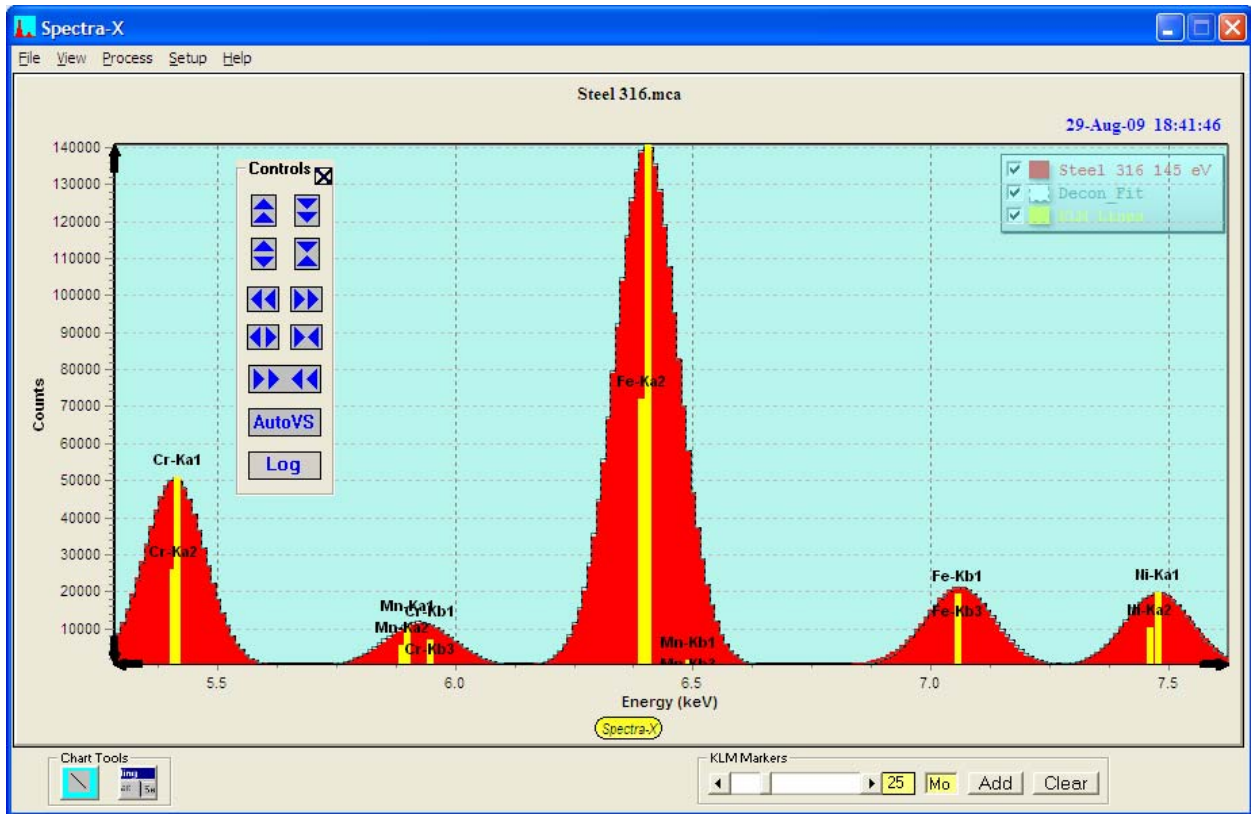 Spectra-X
File View Process Setup Help
Steel 316.mca
29-Aug-09 18:41:46
Steel 316 145 eV
Decon_Fit
KLM Lines
Controls
AutoVS
Log
Counts
140000
130000
120000
110000
100000
90000
80000
70000
60000
50000
40000
30000
20000
10000
Cr-Ka1
Cr-Ka2
Mn-Ka1
Cr-Kb1
Mn-Ka2
Cr-Kb3
Fe-Ka2
Mn-Kb1
Mn-Kb3
Fe-Kb1
Fe-Kb3
Ni-Ka1
Ni-Ka2
5.5 6.0 6.5 7.0 7.5
Energy (keV)
Spectra-X
Chart Tools
KLM Markers
25 Mo Add Clear